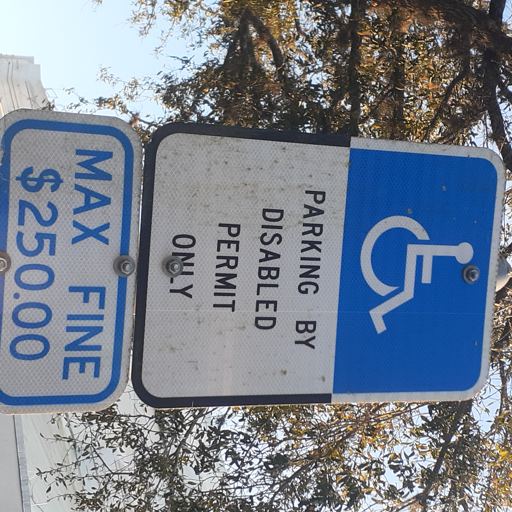 PARKING BY
DISABLED
PERMIT
ONLY
MAX FINE
$250.00